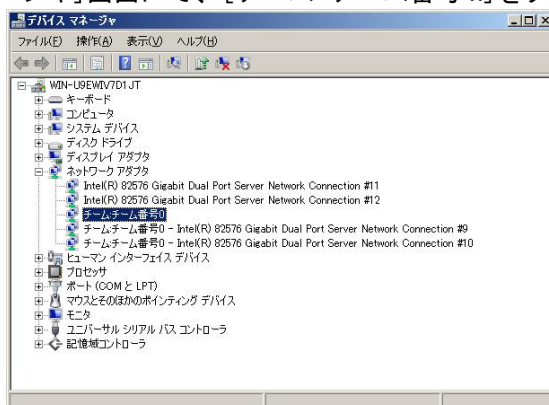 デバイス マネージャ
ファイル(F) 操作(A) 表示(V) ヘルプ(H)
WIN-U9EWIV7D1JT
キーボード
コンピュータ
システム デバイス
ディスク ドライブ
ディスプレイ アダプタ
ネットワーク アダプタ
Intel(R) 82576 Gigabit Dual Port Server Network Connection #11
Intel(R) 82576 Gigabit Dual Port Server Network Connection #12
チーム:チーム番号0
チーム:チーム番号0 - Intel(R) 82576 Gigabit Dual Port Server Network Connection #9
チーム:チーム番号0 - Intel(R) 82576 Gigabit Dual Port Server Network Connection #10
ヒューマン インターフェイス デバイス
プロセッサ
ポート (COM と LPT)
マウスとそのほかのポインティング デバイス
モニタ
ユニバーサル シリアル バス コントローラ
記憶域コントローラ